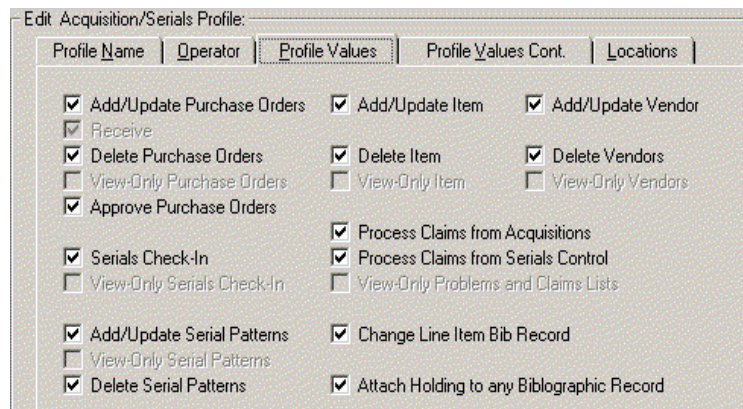 Edit Acquisition/Serials Profile:
Profile Name Operator Profile Values Profile Values Cont. Locations
Add/Update Purchase Orders Add/Update Item Add/Update Vendor
Receive
Delete Purchase Orders Delete Item Delete Vendors
View-Only Purchase Orders View-Only Item View-Only Vendors
Approve Purchase Orders
Process Claims from Acquisitions
Serials Check-In Process Claims from Serials Control
View-Only Serials Check-In View-Only Problems and Claims Lists
Add/Update Serial Patterns Change Line Item Bib Record
View-Only Serial Patterns
Delete Serial Patterns Attach Holding to any Biblographic Record